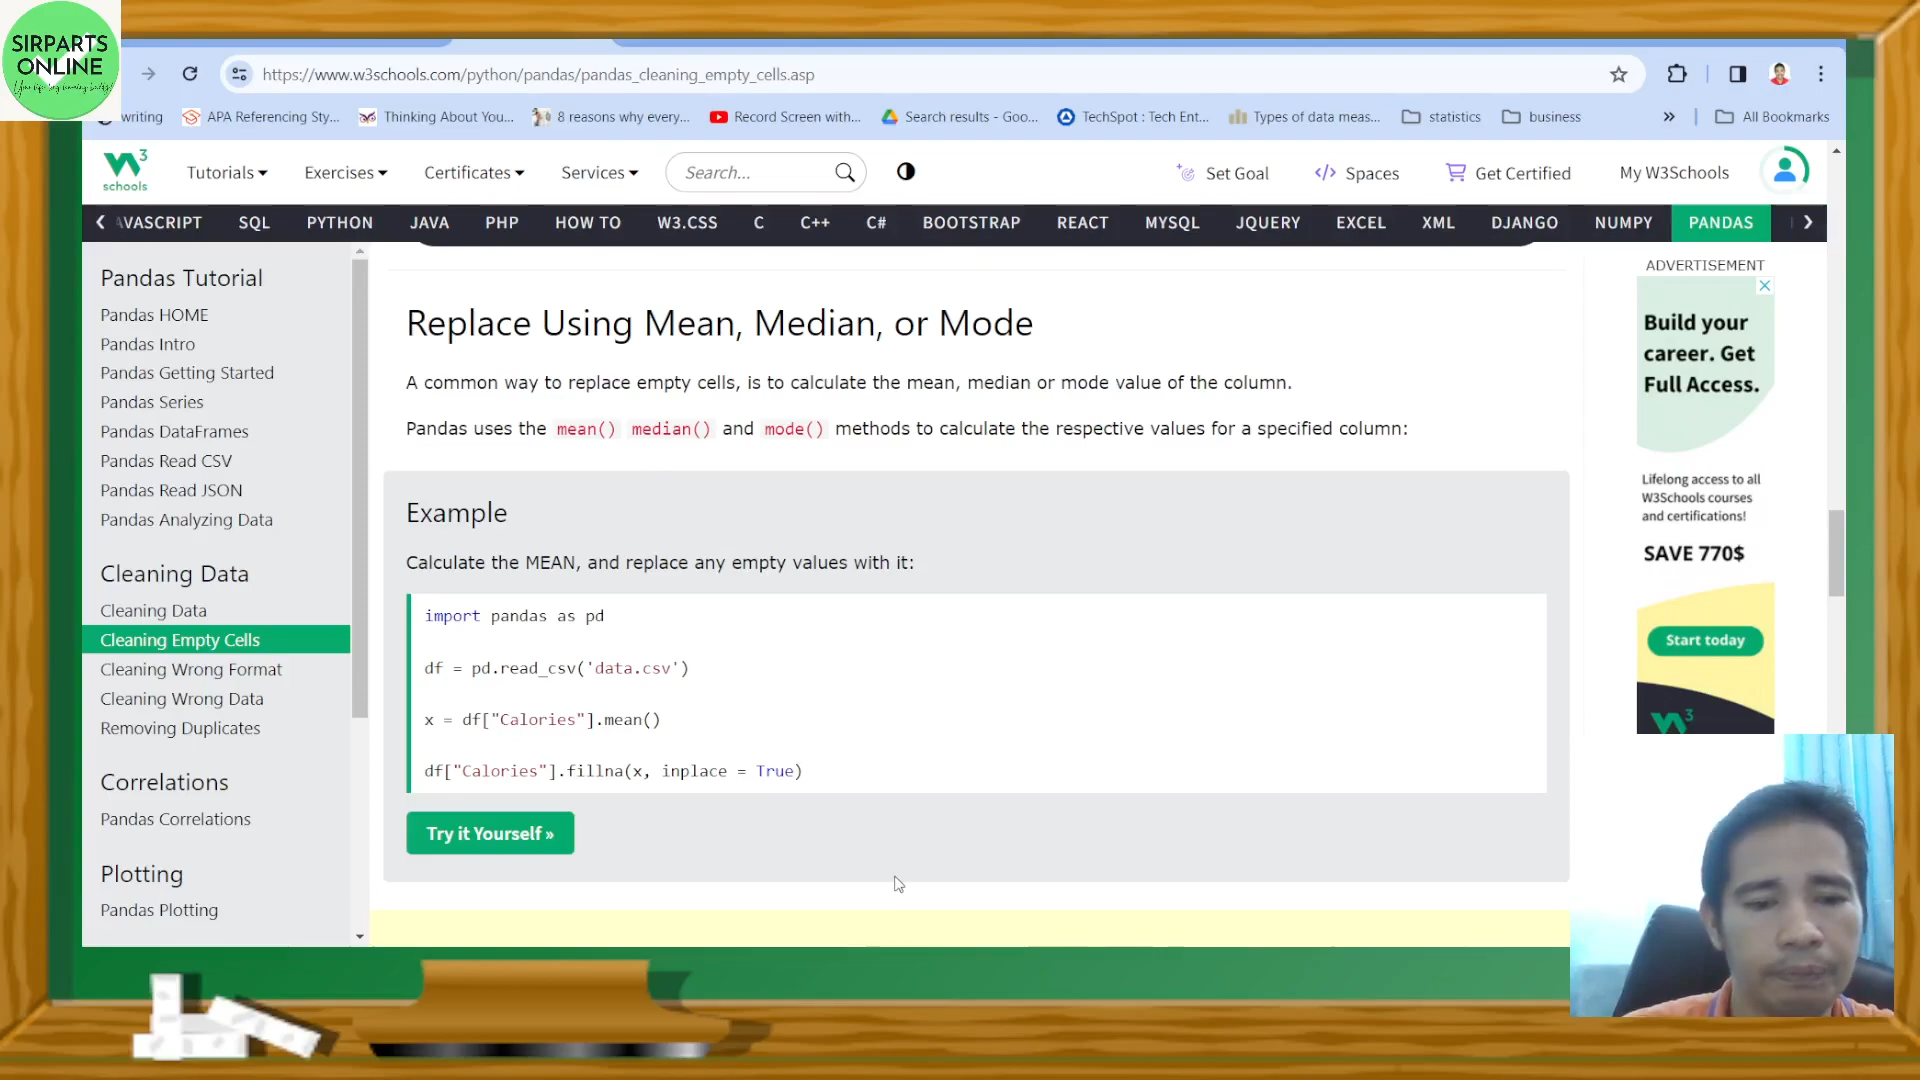 SIRPARTS
ONLINE
https://www.w3schools.com/python/pandas/pandas_cleaning_empty_cells.asp
writing
APA Referencing Sty...
Thinking About You...
8 reasons why every...
Record Screen with...
Search results - Goo...
TechSpot : Tech Ent...
Types of data meas...
statistics
business
»
All Bookmarks
W3 schools
Tutorials
Exercises
Certificates
Services
Search...
Set Goal
Spaces
Get Certified
My W3Schools
AVASCRIPT SQL PYTHON JAVA PHP HOW TO W3.CSS C C++ C# BOOTSTRAP REACT MYSQL JQUERY EXCEL XML DJANGO NUMPY PANDAS
Pandas Tutorial
Pandas HOME
Pandas Intro
Pandas Getting Started
Pandas Series
Pandas DataFrames
Pandas Read CSV
Pandas Read JSON
Pandas Analyzing Data
Cleaning Data
Cleaning Data
Cleaning Empty Cells
Cleaning Wrong Format
Cleaning Wrong Data
Removing Duplicates
Correlations
Pandas Correlations
Plotting
Pandas Plotting
Replace Using Mean, Median, or Mode
A common way to replace empty cells, is to calculate the mean, median or mode value of the column.
Pandas uses the mean() median() and mode() methods to calculate the respective values for a specified column:
Example
Calculate the MEAN, and replace any empty values with it:
import pandas as pd
df = pd.read_csv('data.csv')
x = df["Calories"].mean()
df["Calories"].fillna(x, inplace = True)
Try it Yourself »
ADVERTISEMENT
Build your
career. Get
Full Access.
Lifelong access to all
W3Schools courses
and certifications!
SAVE 770$
Start today
W3